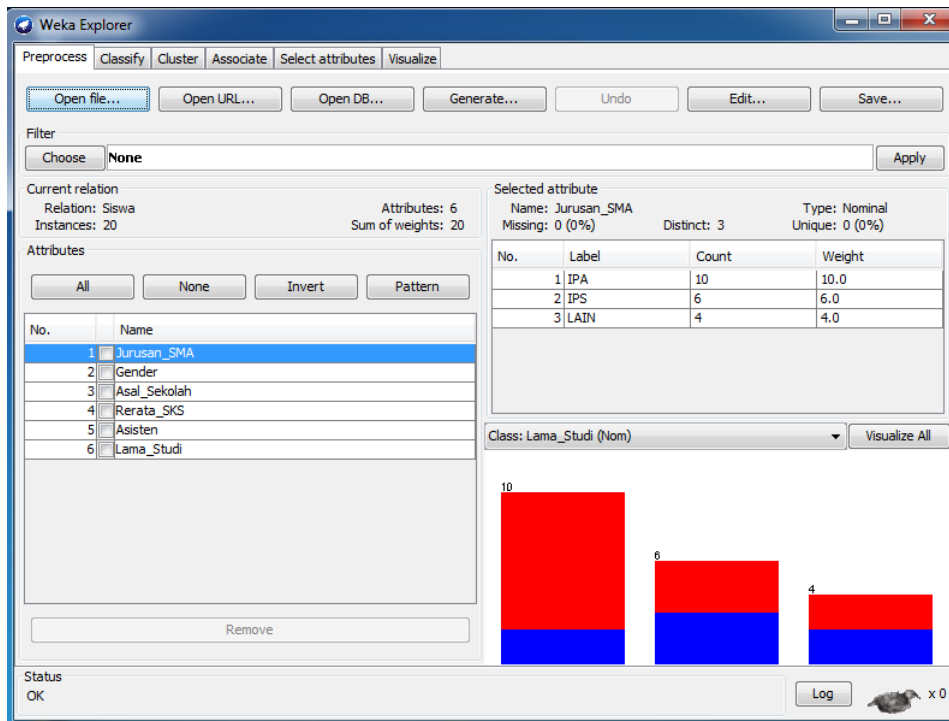 Weka Explorer
Preprocess Classify Cluster Associate Select attributes Visualize
Open file... Open URL... Open DB... Generate... Undo Edit... Save...
Filter
Choose None Apply
Current relation
Relation: Siswa Attributes: 6
Instances: 20 Sum of weights: 20
Attributes
All None Invert Pattern
No. Name
1 Jurusan_SMA
2 Gender
3 Asal_Sekolah
4 Rerata_SKS
5 Asisten
6 Lama_Studi
Remove
Selected attribute
Name: Jurusan_SMA Type: Nominal
Missing: 0 (0%) Distinct: 3 Unique: 0 (0%)
No. Label Count Weight
1 IPA 10 10.0
2 IPS 6 6.0
3 LAIN 4 4.0
Class: Lama_Studi (Nom) Visualize All
10
6
4
Status
OK
Log x 0